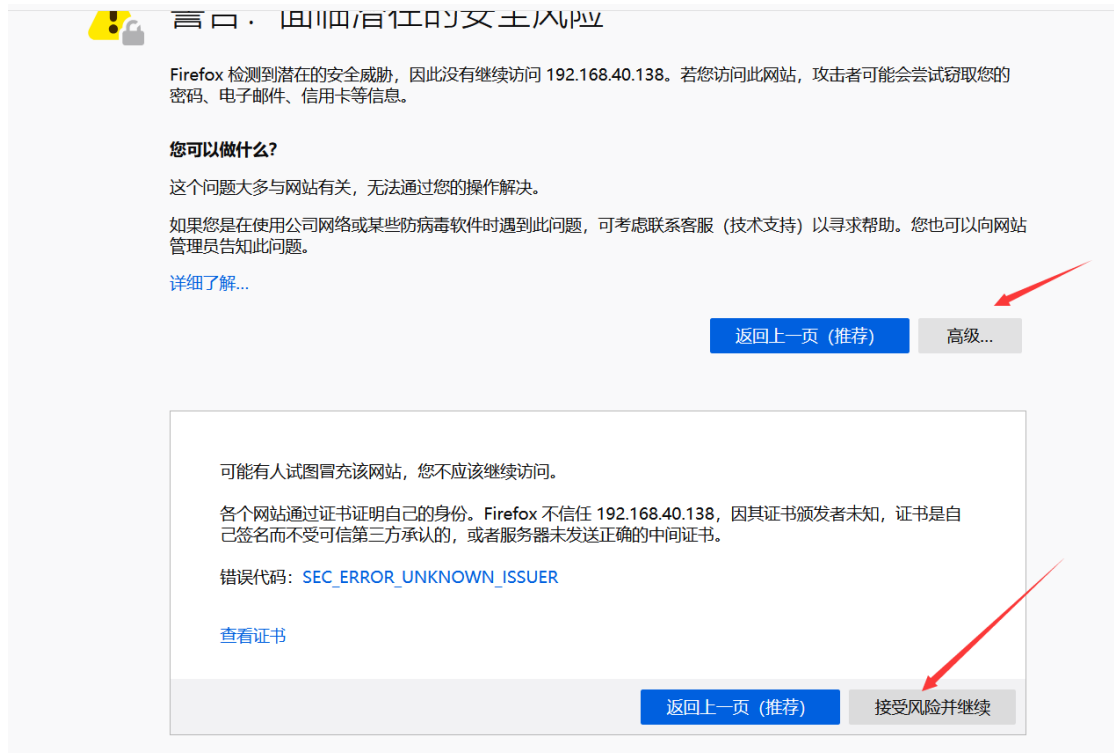 警告：面临潜在的安全风险
Firefox 检测到潜在的安全威胁，因此没有继续访问 192.168.40.138。若您访问此网站，攻击者可能会尝试窃取您的
密码、电子邮件、信用卡等信息。
您可以做什么？
这个问题大多与网站有关，无法通过您的操作解决。
如果您是在使用公司网络或某些防病毒软件时遇到此问题，可考虑联系客服（技术支持）以寻求帮助。您也可以向网站
管理员告知此问题。
详细了解...
返回上一页（推荐）
高级...
可能有人试图冒充该网站，您不应该继续访问。
各个网站通过证书证明自己的身份。Firefox 不信任 192.168.40.138，因其证书颁发者未知，证书是自
己签名而不受可信第三方承认的，或者服务器未发送正确的中间证书。
错误代码：SEC_ERROR_UNKNOWN_ISSUER
查看证书
返回上一页（推荐）
接受风险并继续